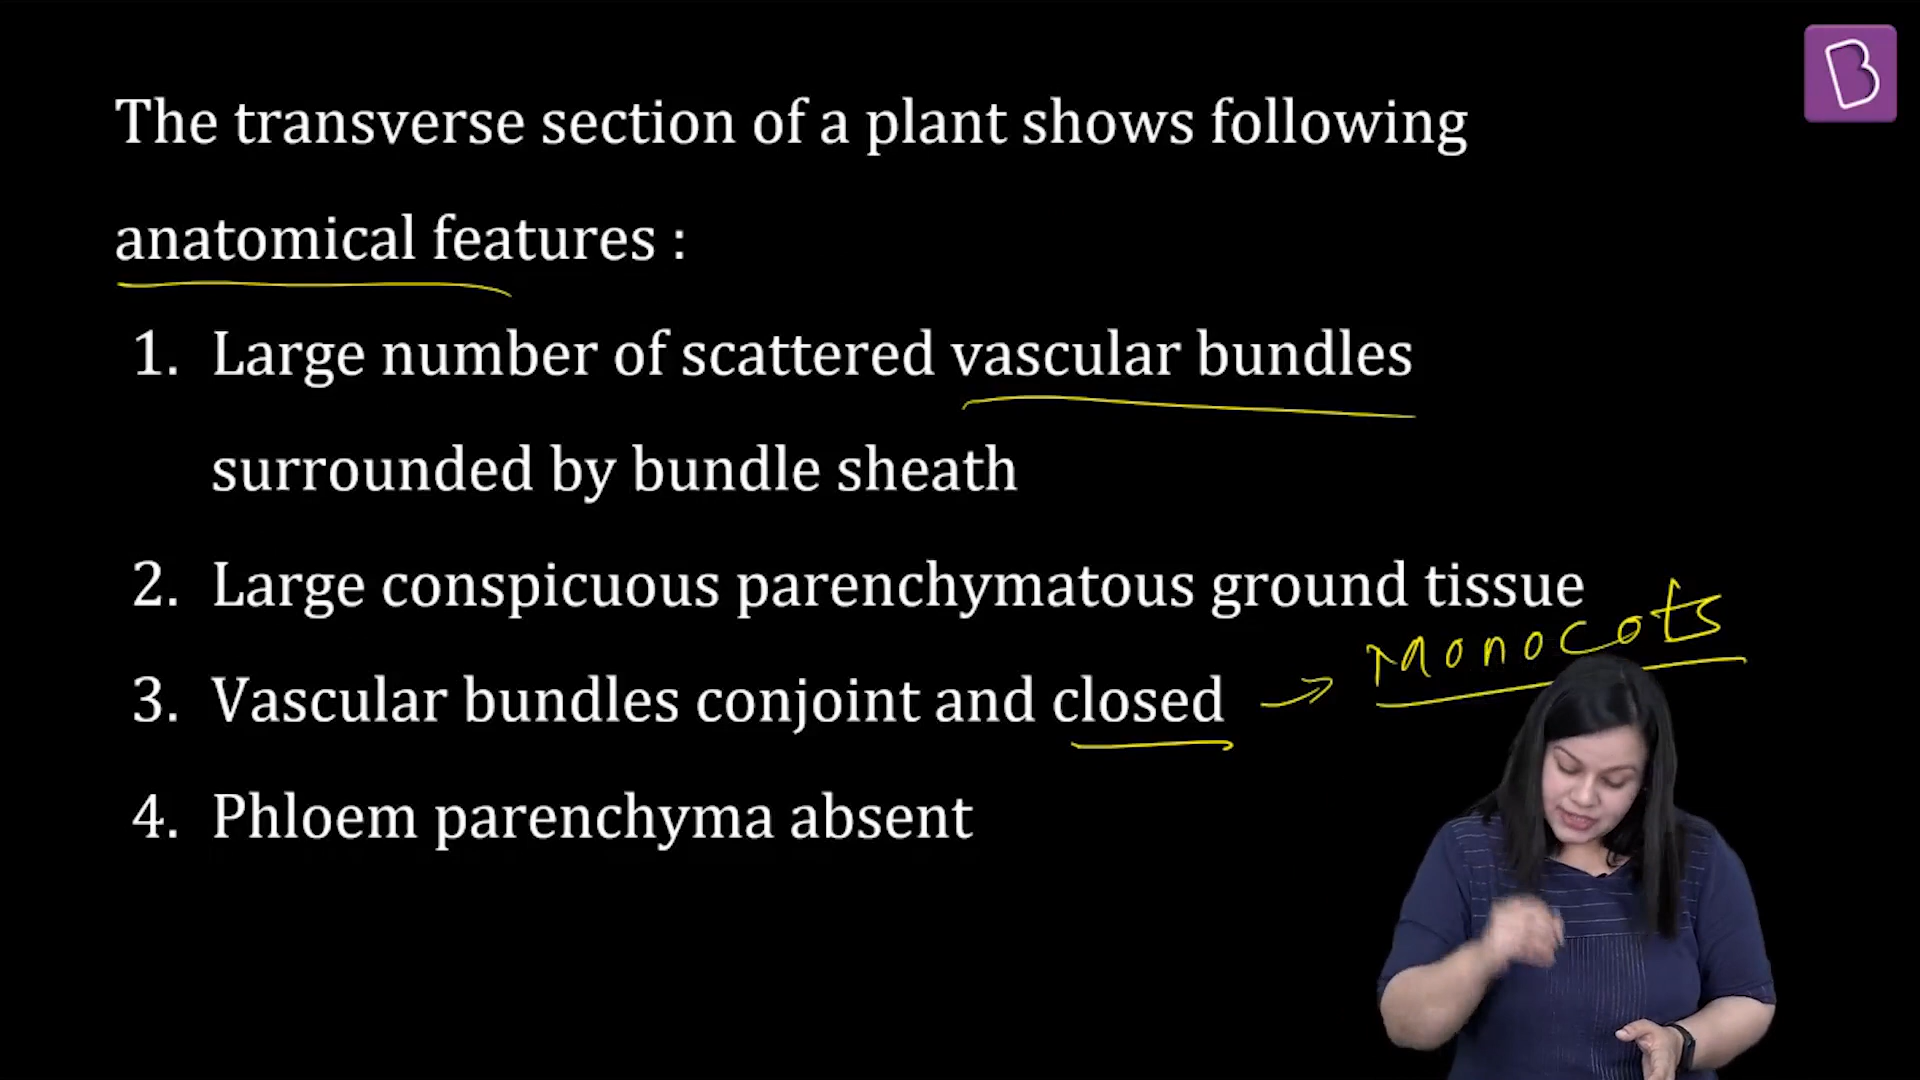 The transverse section of a plant shows following
anatomical features :
1. Large number of scattered vascular bundles
surrounded by bundle sheath
2. Large conspicuous parenchymatous ground tissue
Monocots
3. Vascular bundles conjoint and closed →
4. Phloem parenchyma absent
B